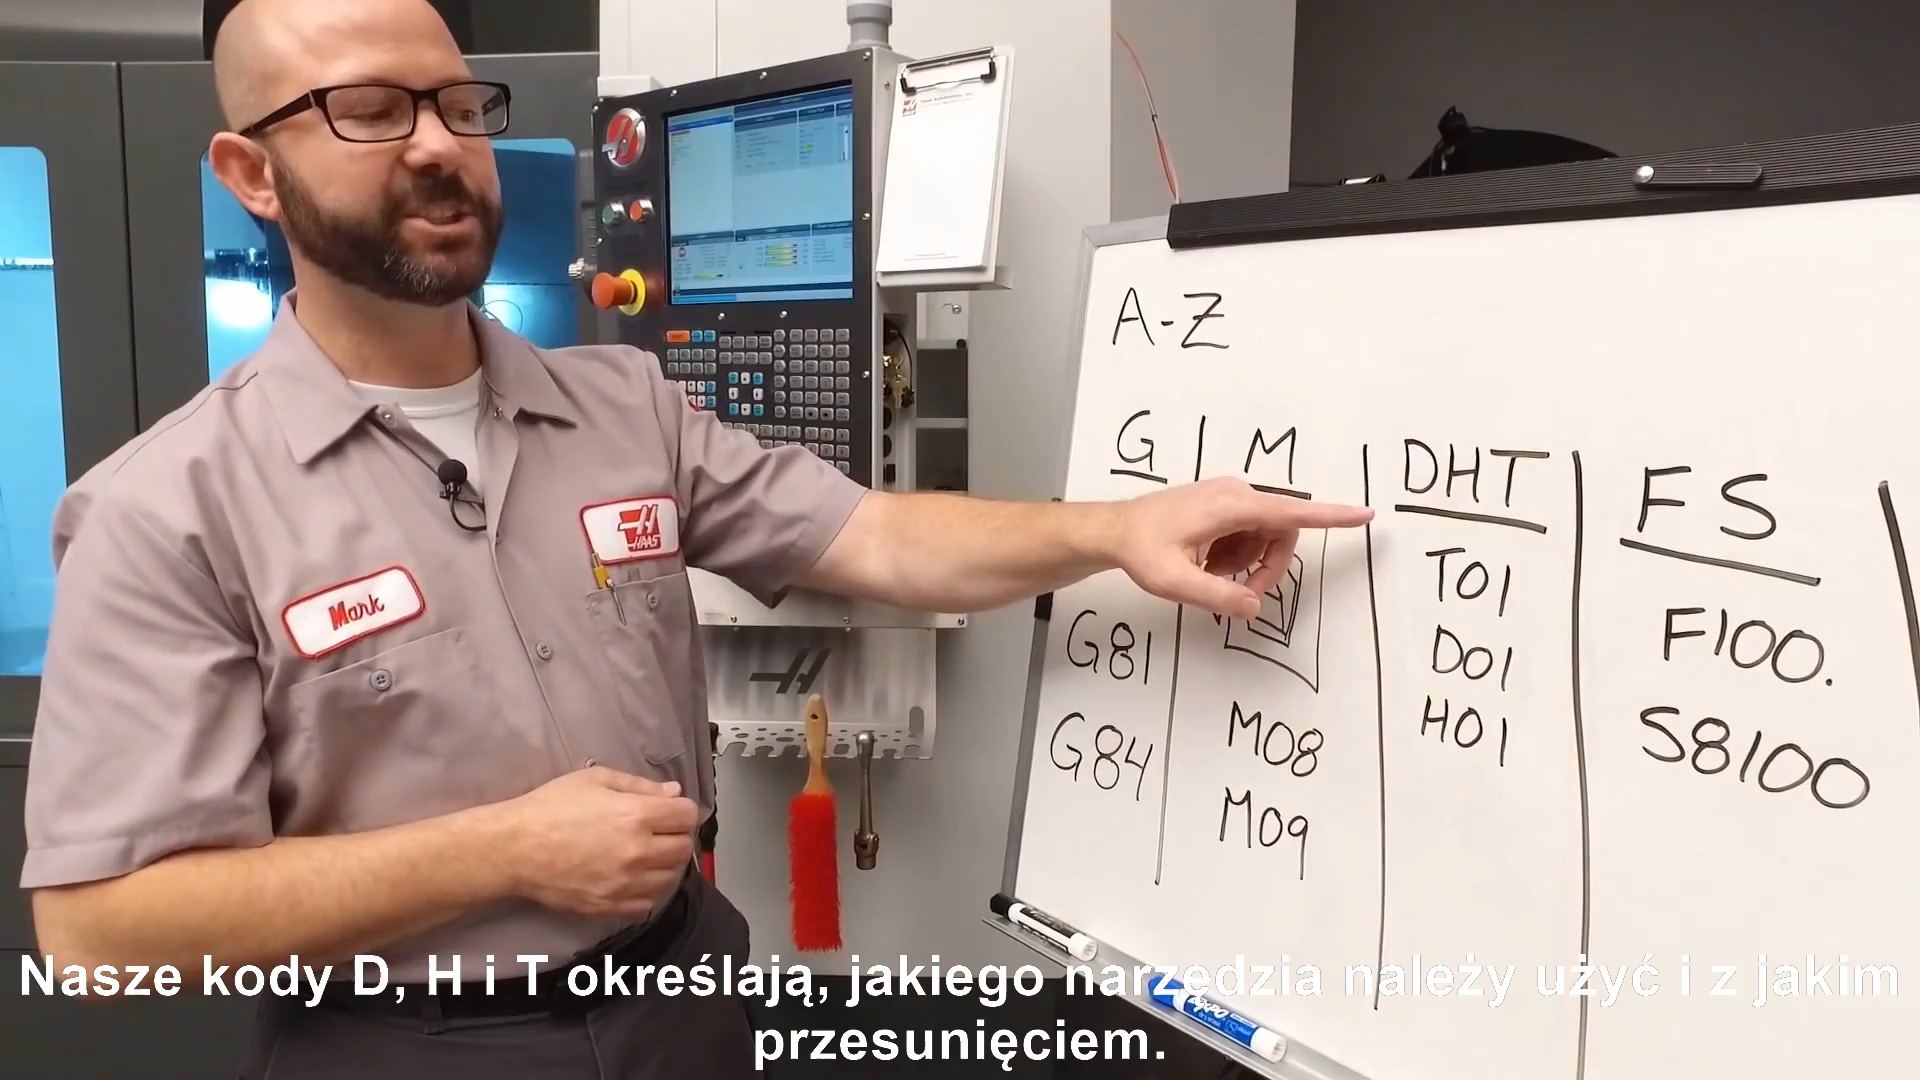 A-Z
G M DHT FS
T01
D01
H01
F100.
S8100
G81
G84
M08
M09
HAAS
Mark
EXPO
Nasze kody D, H i T określają, jakiego narzędzia należy użyć i z jakim
przesunięciem.